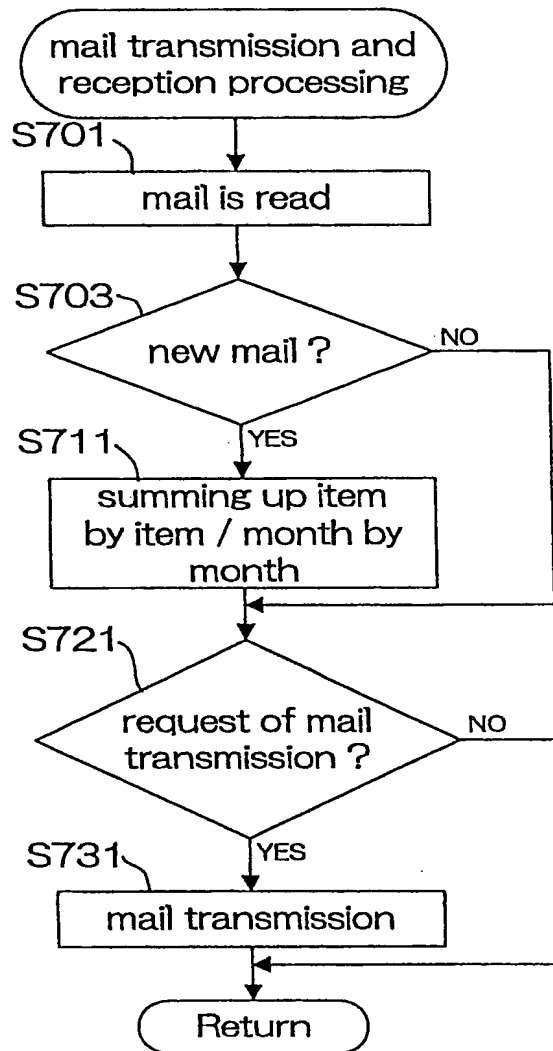 mail transmission and
reception processing
S701
mail is read
S703
new mail ?
NO
YES
S711
summing up item
by item / month by
month
S721
request of mail
transmission ?
NO
YES
S731
mail transmission
Return